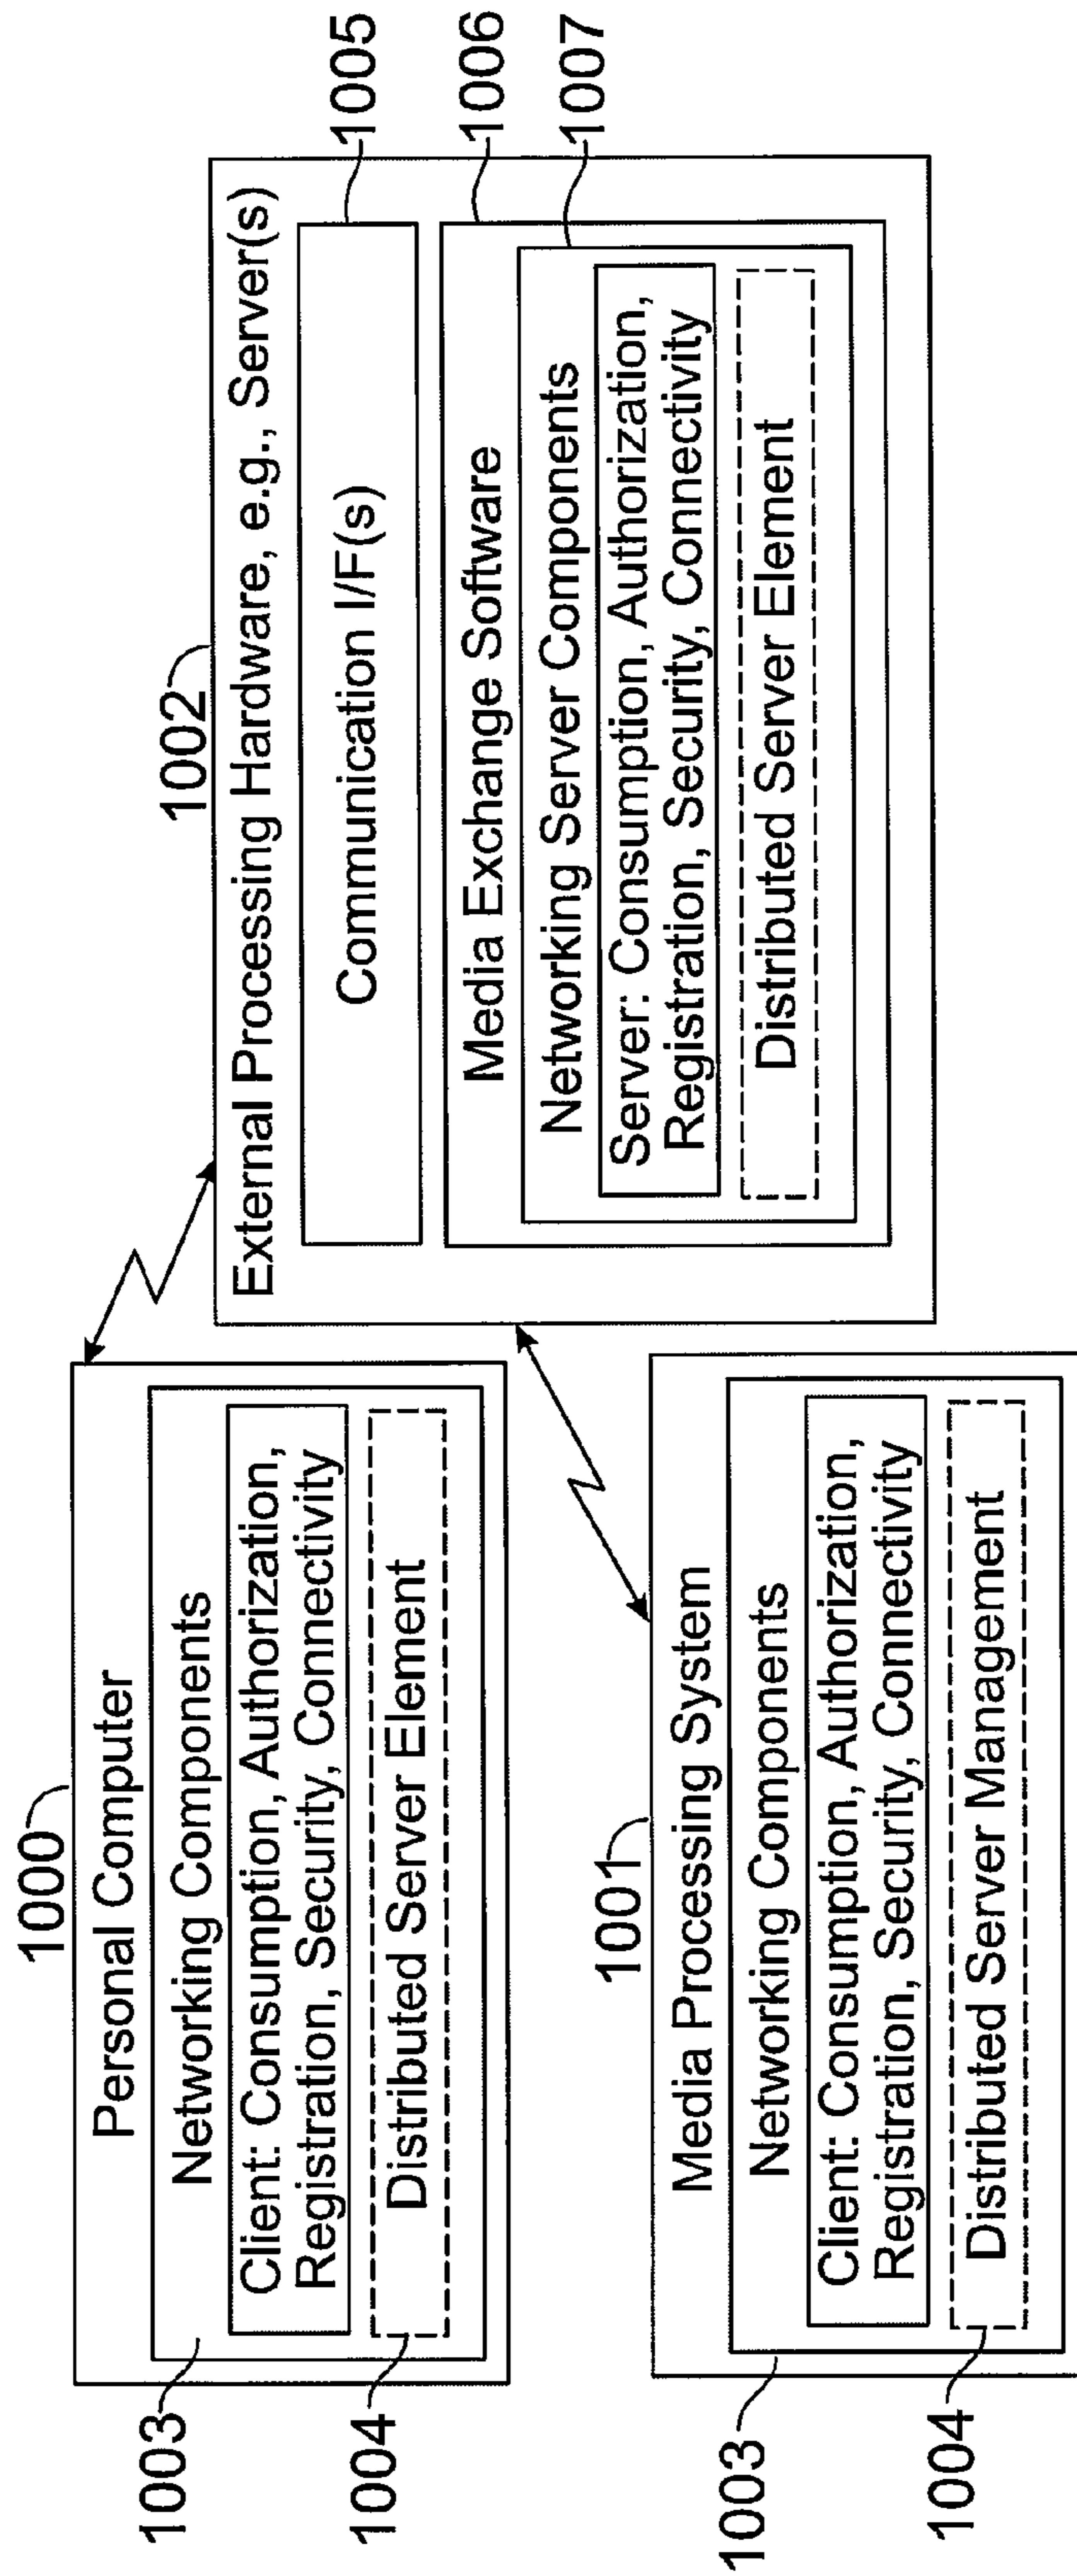 1000
Personal Computer
Networking Components
Client: Consumption, Authorization,
Registration, Security, Connectivity
Distributed Server Element
1003
1004
1001
Media Processing System
Networking Components
Client: Consumption, Authorization,
Registration, Security, Connectivity
Distributed Server Management
1003
1004
1002
External Processing Hardware, e.g., Server(s)
Communication I/F(s)
1005
Media Exchange Software
1006
Networking Server Components
1007
Server: Consumption, Authorization,
Registration, Security, Connectivity
Distributed Server Element